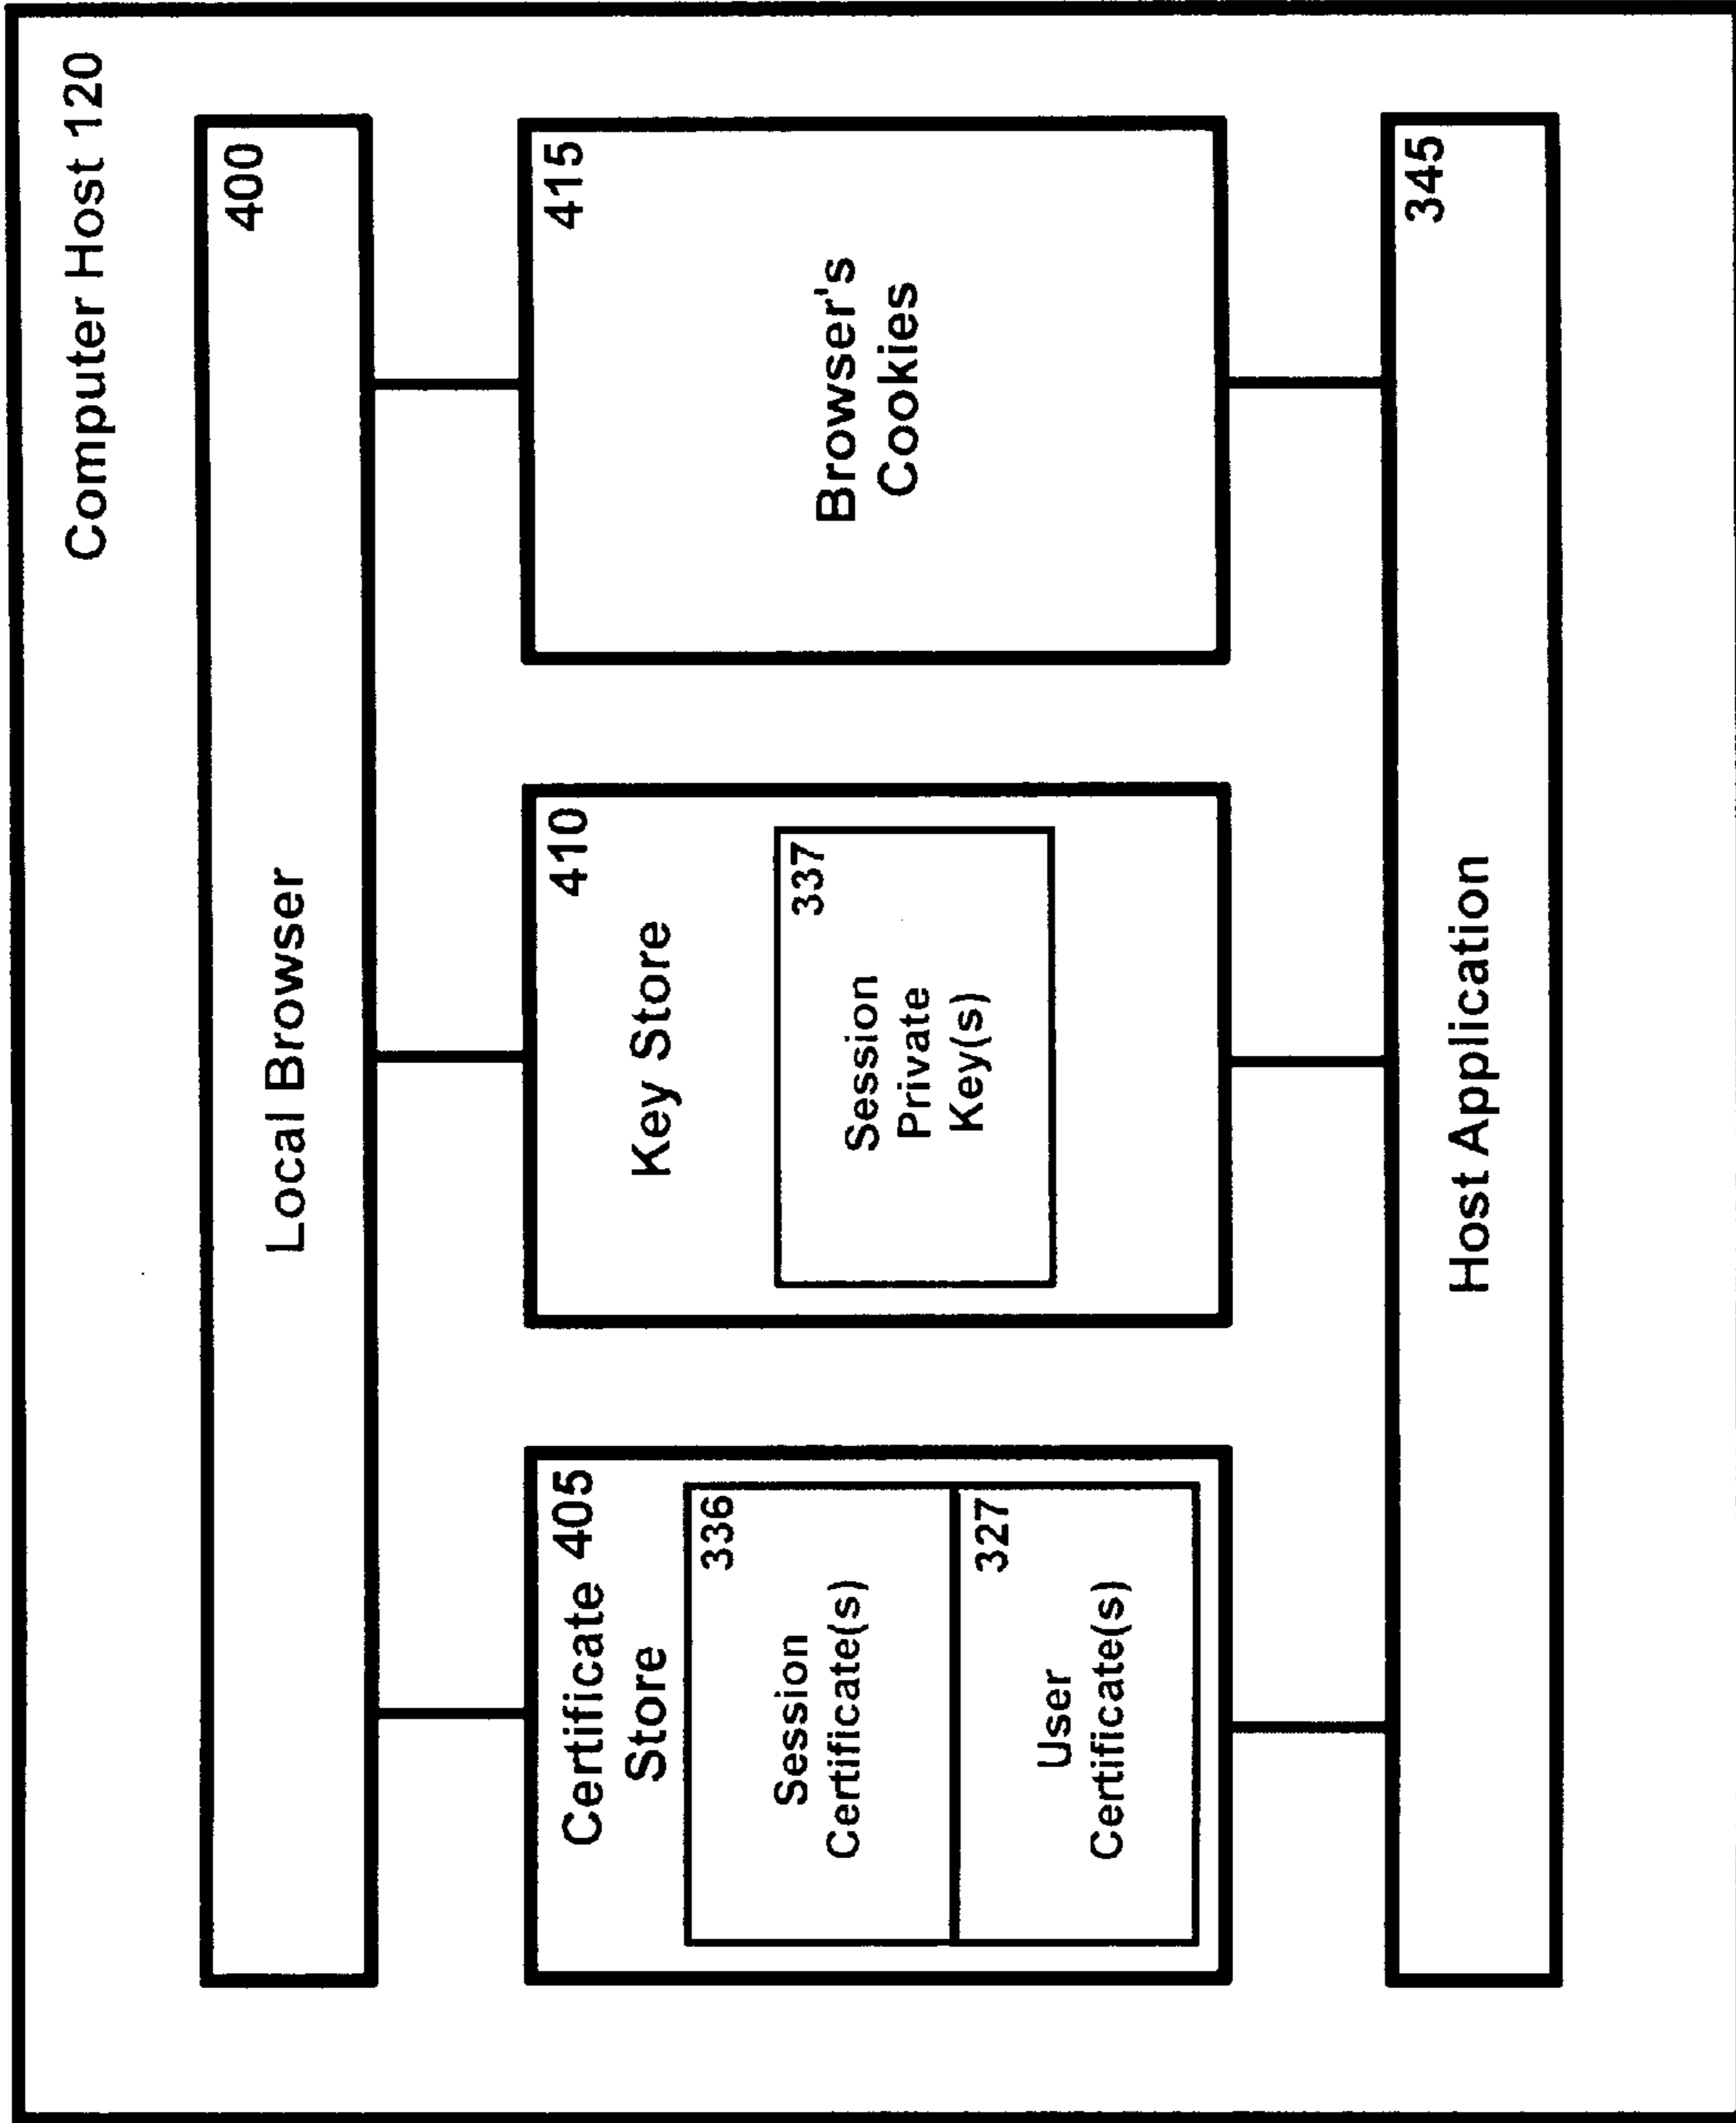 Computer Host 120
400
Local Browser
Certificate 405
Store
336
Session
Certificate(s)
327
User
Certificate(s)
410
Key Store
337
Session
Private
Key(s)
415
Browser's
Cookies
345
Host Application